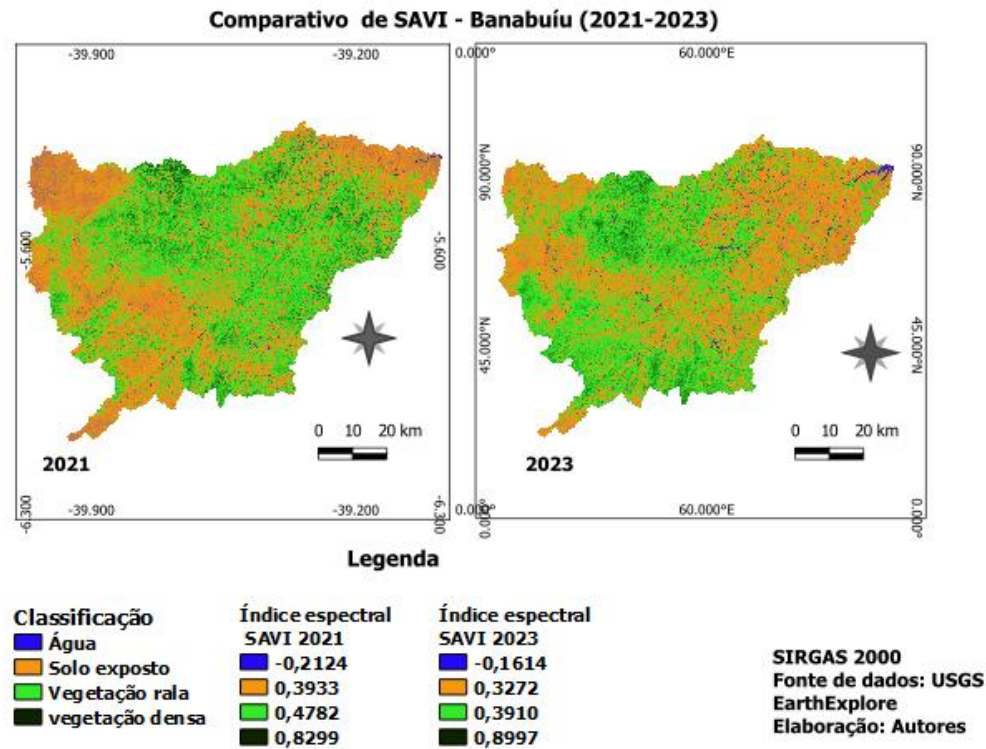 Comparativo de SAVI - Banabuíu (2021-2023)
-39.900
-39.200
0.000°
60.000°E
-5.600
-5.600
90.000°N
90.000°N
45.000°N
45.000°N
0 10 20 km
2021
0 10 20 km
2023
-6.300
-39.900
-39.200
-6.300
0.000°
0.000°
60.000°E
0.000°
Legenda
Classificação
Água
Solo exposto
Vegetação rala
vegetação densa
Índice espectral
SAVI 2021
-0,2124
0,3933
0,4782
0,8299
Índice espectral
SAVI 2023
-0,1614
0,3272
0,3910
0,8997
SIRGAS 2000
Fonte de dados: USGS
EarthExplore
Elaboração: Autores